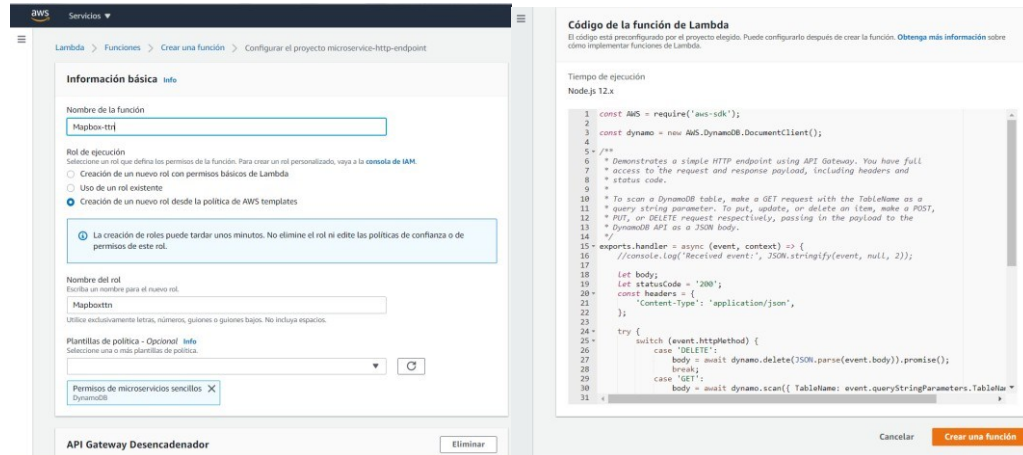 aws Servicios ▼
Lambda > Funciones > Crear una función > Configurar el proyecto microservice-http-endpoint
Información básica Info
Nombre de la función
Mapbox-ttn
Rol de ejecución
Seleccione un rol que defina los permisos de la función. Para crear un rol personalizado, vaya a la consola de IAM.
Creación de un nuevo rol con permisos básicos de Lambda
Uso de un rol existente
Creación de un nuevo rol desde la política de AWS templates
La creación de roles puede tardar unos minutos. No elimine el rol ni edite las políticas de confianza o de
permisos de este rol.
Nombre del rol
Escriba un nombre para el nuevo rol.
Mapboxttn
Utilice exclusivamente letras, números, guiones o guiones bajos. No incluya espacios.
Plantillas de política - Opcional Info
Seleccione una o más plantillas de política.
Permisos de microservicios sencillos X
DynamoDB
API Gateway Desencadenador
Eliminar
Código de la función de Lambda
El código está preconfigurado por el proyecto elegido. Puede configurarlo después de crear la función. Obtenga más información sobre
cómo implementar funciones de Lambda.
Tiempo de ejecución
Node.js 12.x
1 const AWS = require('aws-sdk');
2
3 const dynamo = new AWS.DynamoDB.DocumentClient();
4
5 /**
6 * Demonstrates a simple HTTP endpoint using API Gateway. You have full
7 * access to the request and response payload, including headers and
8 * status code.
9 *
10 * To scan a DynamoDB table, make a GET request with the TableName as a
11 * query string parameter. To put, update, or delete an item, make a POST,
12 * PUT, or DELETE request respectively, passing in the payload to the
13 * DynamoDB API as a JSON body.
14 */
15 exports.handler = async (event, context) => {
16 //console.log('Received event:', JSON.stringify(event, null, 2));
17
18 let body;
19 let statusCode = '200';
20 const headers = {
21 'Content-Type': 'application/json',
22 };
23
24 try {
25 switch (event.httpMethod) {
26 case 'DELETE':
27 body = await dynamo.delete(JSON.parse(event.body)).promise();
28 break;
29 case 'GET':
30 body = await dynamo.scan({ TableName: event.queryStringParameters.TableNa
31
Cancelar
Crear una función